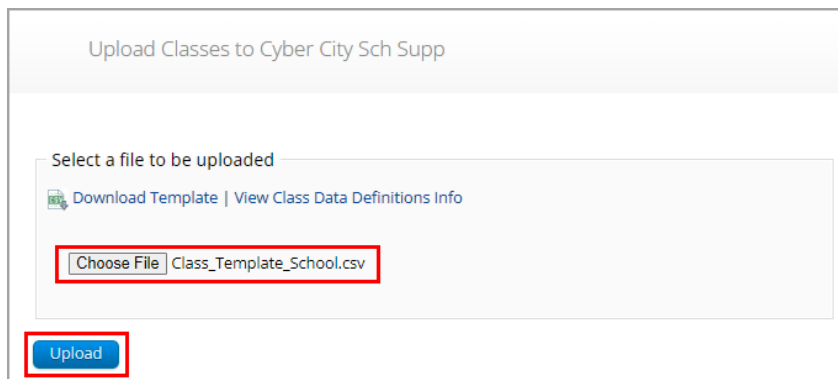 Upload Classes to Cyber City Sch Supp
Select a file to be uploaded
Download Template | View Class Data Definitions Info
Choose File Class_Template_School.csv
Upload